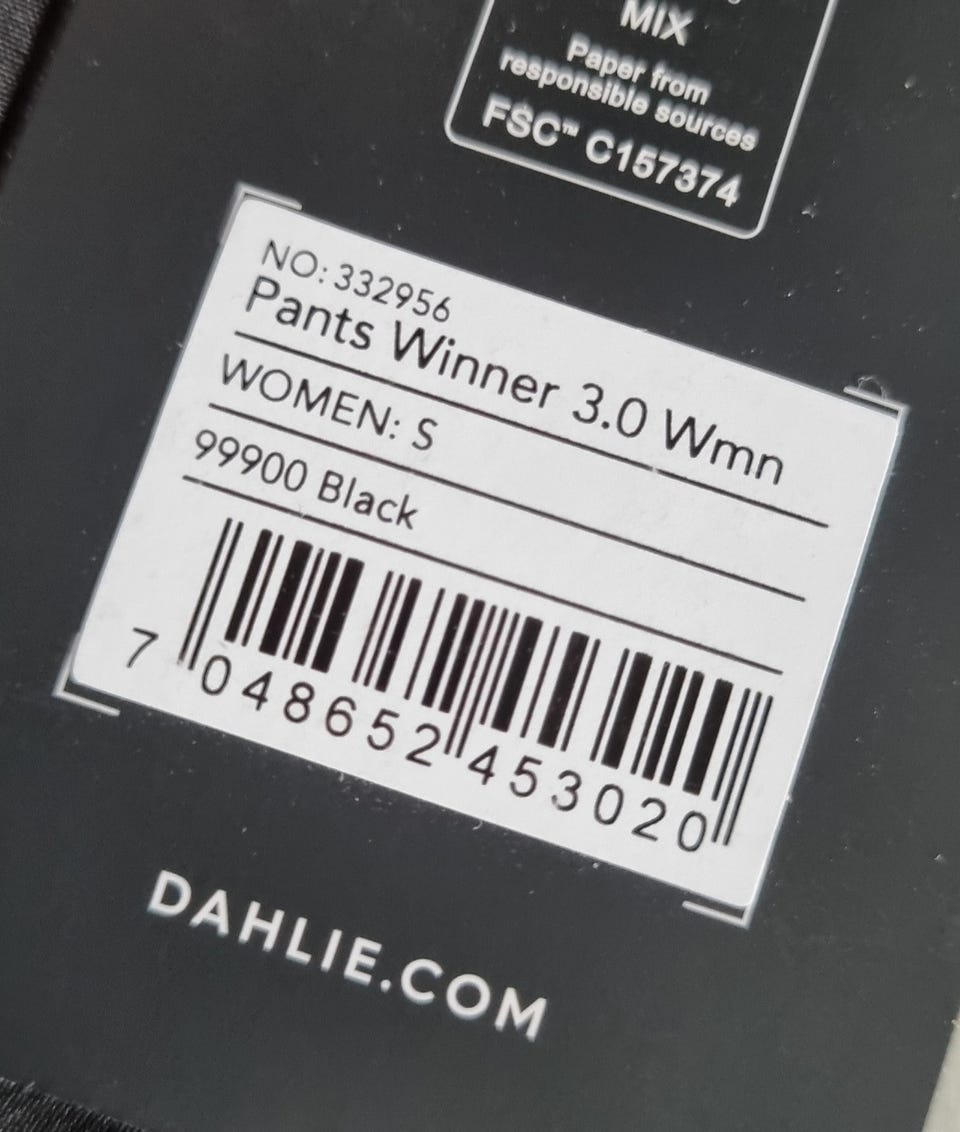 MIX
Paper from
responsible sources
FSC™ C157374
NO: 332956
Pants Winner 3.0 Wmn
WOMEN: S
99900 Black
7 048652 453020
DAHLIE.COM